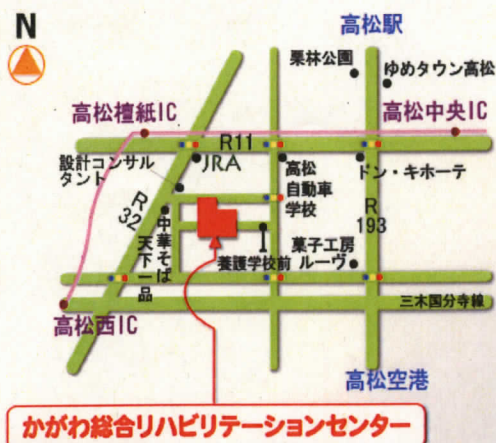 N
高松駅
栗林公園
ゆめタウン高松
高松檀紙IC
高松中央IC
R11
設計コンサル
タント
JRA
高松
自動車
学校
ドン・キホーテ
R
32
中華そば
天下一品
R
193
養護学校前
菓子工房
ルーヴ
三木国分寺線
高松西IC
高松空港
かがわ総合リハビリテーションセンター